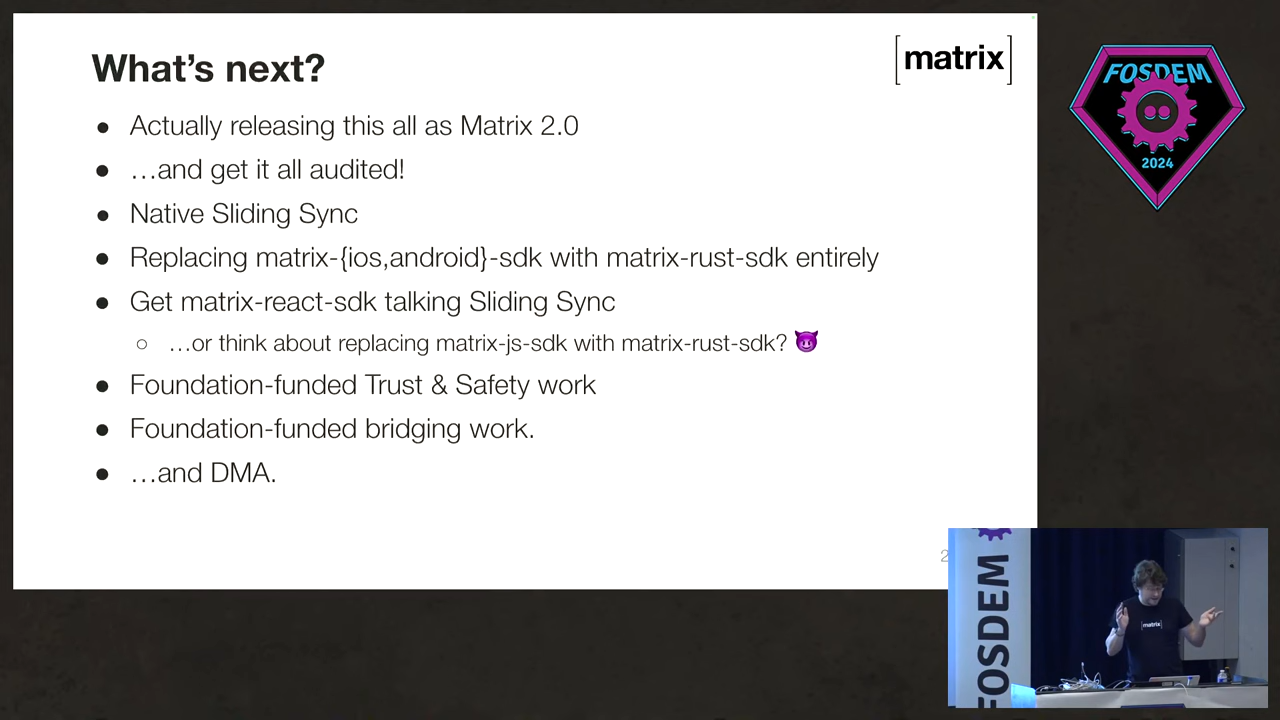 What's next?
[matrix]
● Actually releasing this all as Matrix 2.0
● …and get it all audited!
● Native Sliding Sync
● Replacing matrix-{ios,android}-sdk with matrix-rust-sdk entirely
● Get matrix-react-sdk talking Sliding Sync
○ …or think about replacing matrix-js-sdk with matrix-rust-sdk? 😈
● Foundation-funded Trust & Safety work
● Foundation-funded bridging work.
● …and DMA.
FOSDEM
2024
FOSDEM
[matrix]